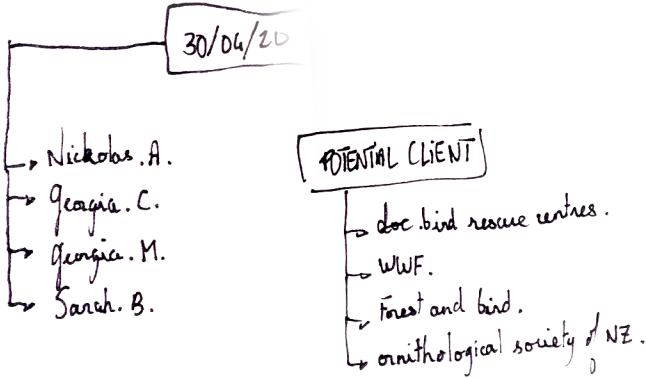 30/04/20
Nickolas. A.
Georgia. C.
Georgia. M.
Sarah. B.
POTENTIAL CLIENT
doc. bird rescue centres.
WWF.
Forest and bird.
ornithological society of NZ.